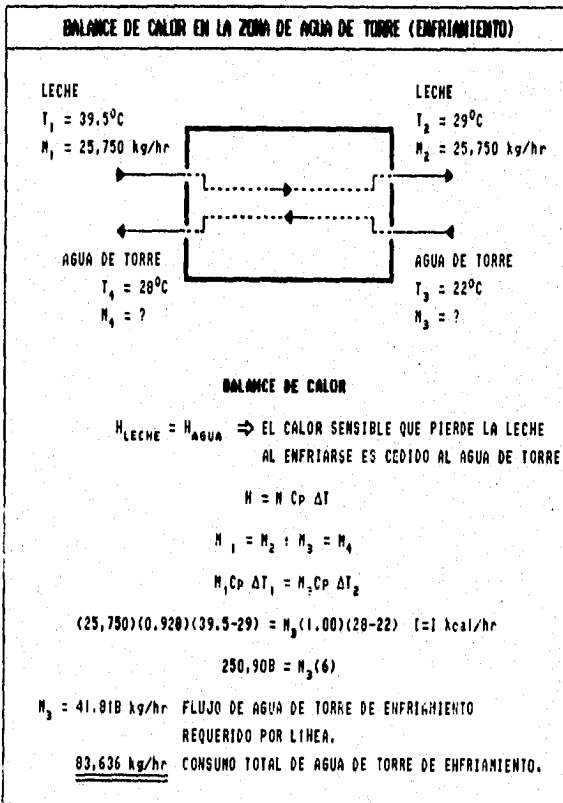 BALANCE DE CALOR EN LA ZONA DE AGUA DE TORRE (ENFRIAMIENTO)
LECHE
T1 = 39.5°C
M1 = 25,750 kg/hr
LECHE
T2 = 29°C
M2 = 25,750 kg/hr
AGUA DE TORRE
T4 = 28°C
M4 = ?
AGUA DE TORRE
T3 = 22°C
M3 = ?
BALANCE DE CALOR
H LECHE = H AGUA ⇒ EL CALOR SENSIBLE QUE PIERDE LA LECHE
AL ENFRIARSE ES CEDIDO AL AGUA DE TORRE
H = M Cp ΔT
M1 = M2 : M3 = M4
M1Cp ΔT1 = M3Cp ΔT2
(25,750)(0.928)(39.5-29) = M3(1.00)(28-22) [=] kcal/hr
250,908 = M3(6)
M3 = 41,818 kg/hr FLUJO DE AGUA DE TORRE DE ENFRIAMIENTO
REQUERIDO POR LINEA.
83,636 kg/hr CONSUMO TOTAL DE AGUA DE TORRE DE ENFRIAMIENTO.